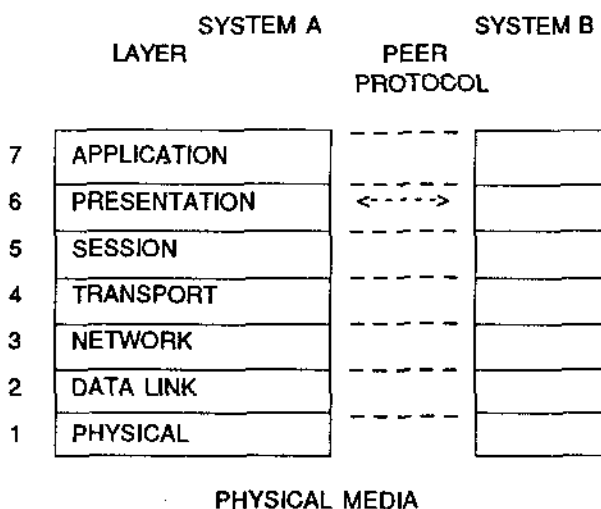 SYSTEM A SYSTEM B
LAYER PEER
PROTOCOL
7 APPLICATION
6 PRESENTATION <----->
5 SESSION
4 TRANSPORT
3 NETWORK
2 DATA LINK
1 PHYSICAL
PHYSICAL MEDIA